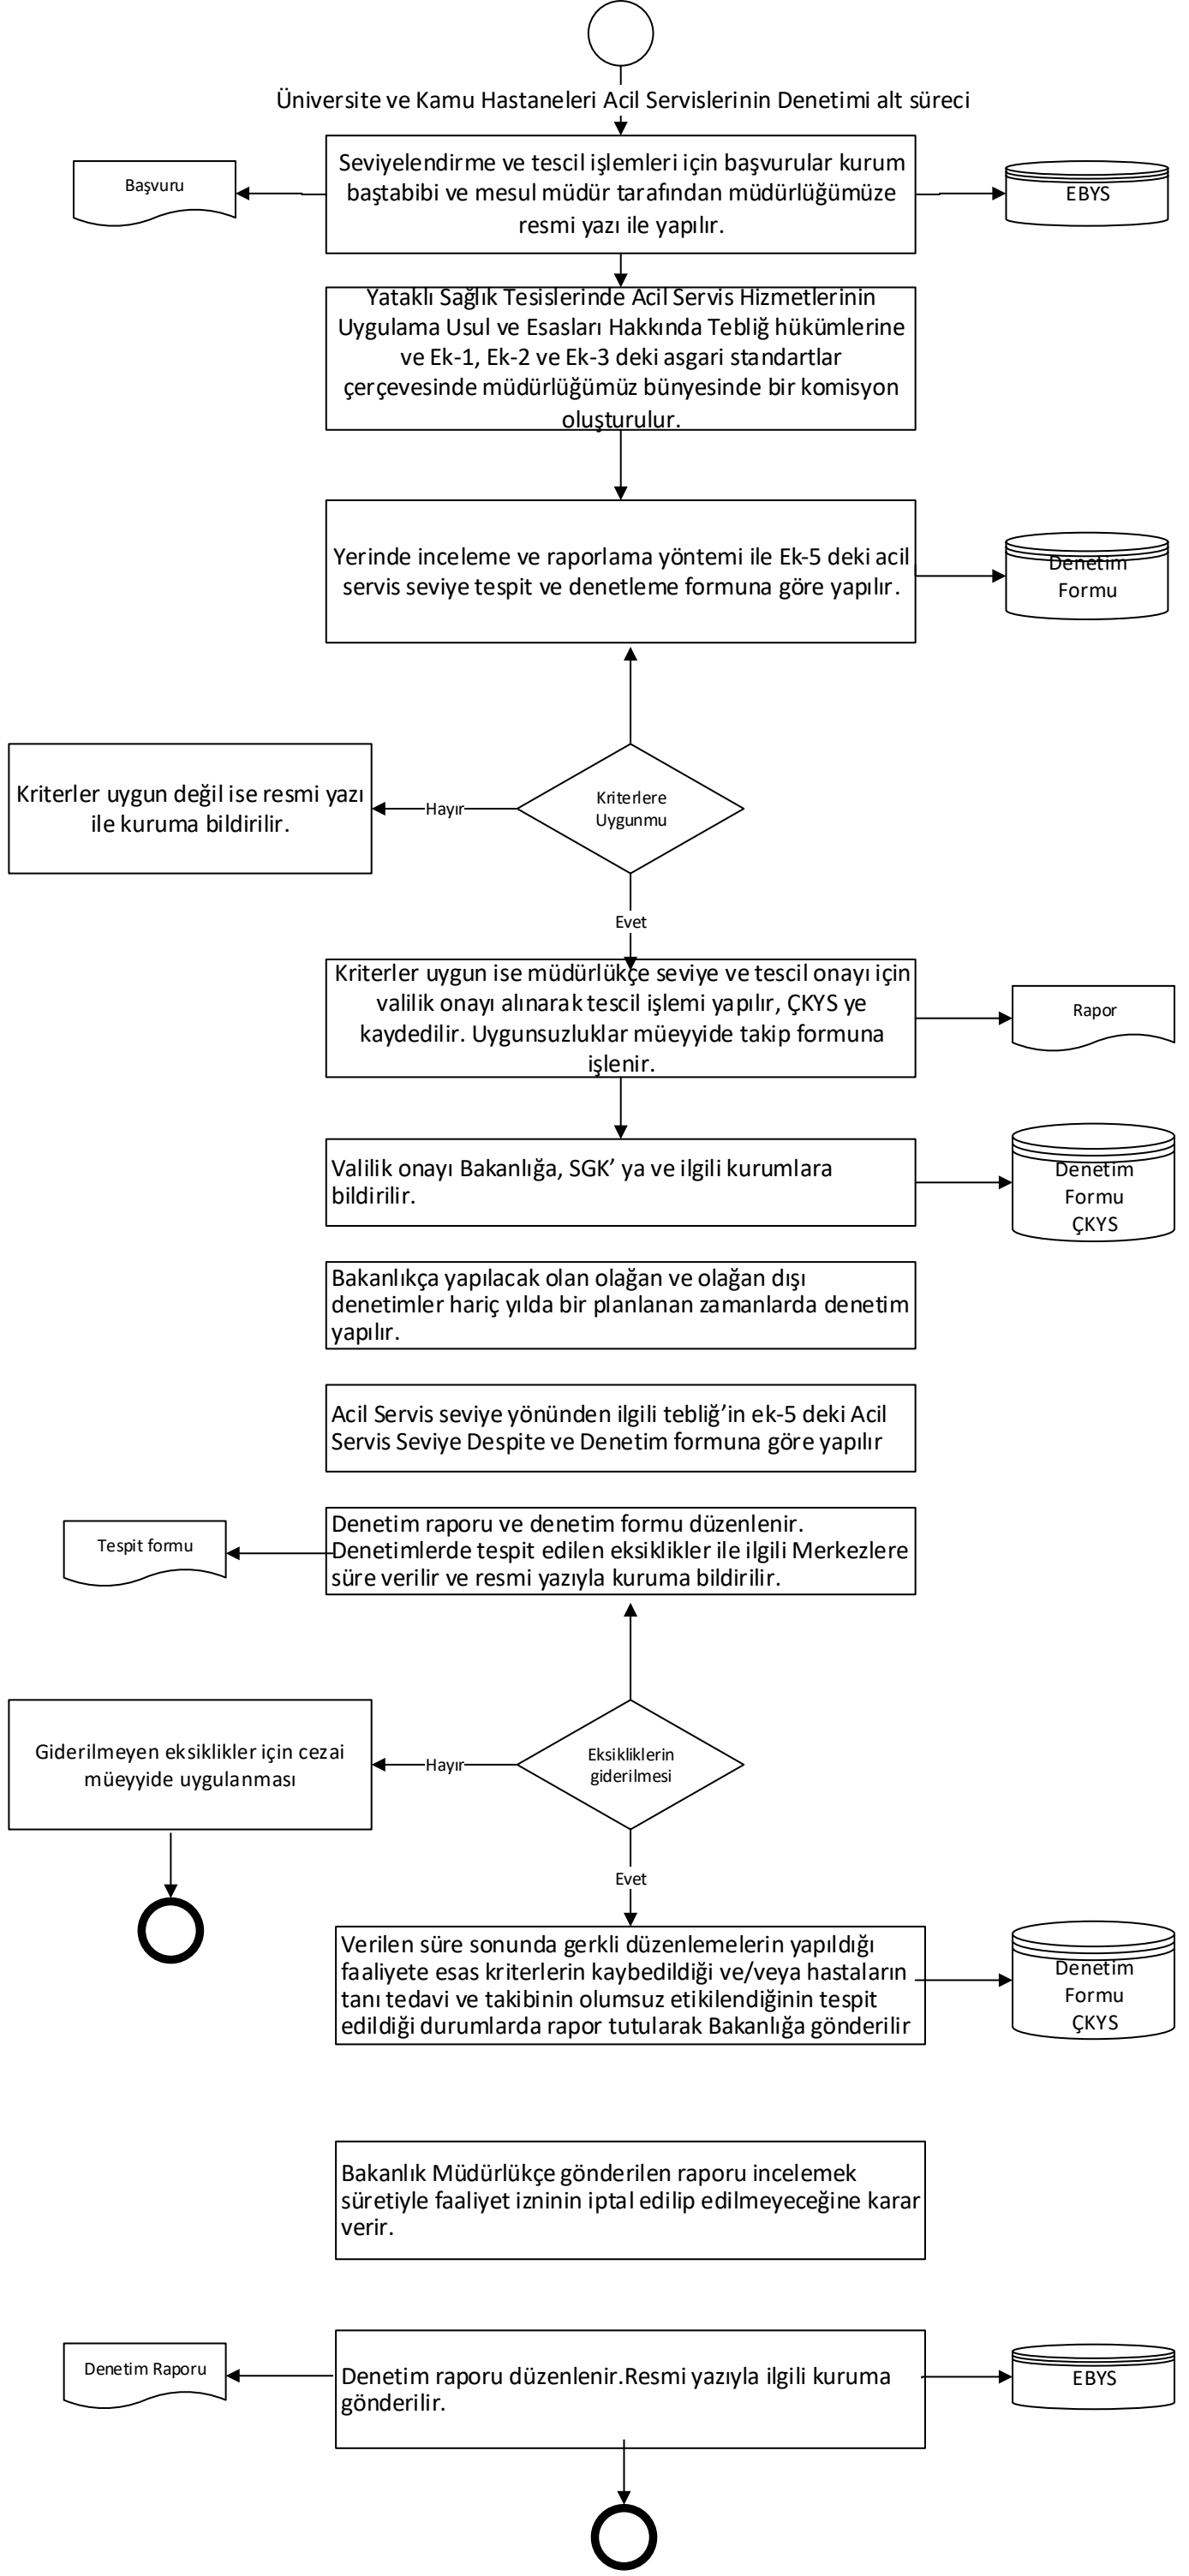 Üniversite ve Kamu Hastaneleri Acil Servislerinin Denetimi alt süreci
Başvuru
Seviyelendirme ve tescil işlemleri için başvurular kurum
baştabibi ve mesul müdür tarafından müdürlüğümüze
resmi yazı ile yapılır.
EBYS
Yataklı Sağlık Tesislerinde Acil Servis Hizmetlerinin
Uygulama Usul ve Esasları Hakkında Tebliğ hükümlerine
ve Ek-1, Ek-2 ve Ek-3 deki asgari standartlar
çerçevesinde müdürlüğümüz bünyesinde bir komisyon
oluşturulur.
Yerinde inceleme ve raporlama yöntemi ile Ek-5 deki acil
servis seviye tespit ve denetleme formuna göre yapılır.
Denetim
Formu
Kriterler uygun değil ise resmi yazı
ile kuruma bildirilir.
Hayır
Kriterlere
Uygunmu
Evet
Kriterler uygun ise müdürlükçe seviye ve tescil onayı için
valilik onayı alınarak tescil işlemi yapılır, ÇKYS ye
kaydedilir. Uygunsuzluklar müeyyide takip formuna
işlenir.
Rapor
Valilik onayı Bakanlığa, SGK’ ya ve ilgili kurumlara
bildirilir.
Denetim
Formu
ÇKYS
Bakanlıkça yapılacak olan olağan ve olağan dışı
denetimler hariç yılda bir planlanan zamanlarda denetim
yapılır.
Acil Servis seviye yönünden ilgili tebliğ’in ek-5 deki Acil
Servis Seviye Despite ve Denetim formuna göre yapılır
Tespit formu
Denetim raporu ve denetim formu düzenlenir.
Denetimlerde tespit edilen eksiklikler ile ilgili Merkezlere
süre verilir ve resmi yazıyla kuruma bildirilir.
Giderilmeyen eksiklikler için cezai
müeyyide uygulanması
Hayır
Eksikliklerin
giderilmesi
Evet
Verilen süre sonunda gerkli düzenlemelerin yapıldığı
faaliyete esas kriterlerin kaybedildiği ve/veya hastaların
tanı tedavi ve takibinin olumsuz etikilendiğinin tespit
edildiği durumlarda rapor tutularak Bakanlığa gönderilir
Denetim
Formu
ÇKYS
Bakanlık Müdürlükçe gönderilen raporu incelemek
süretiyle faaliyet izninin iptal edilip edilmeyeceğine karar
verir.
Denetim Raporu
Denetim raporu düzenlenir.Resmi yazıyla ilgili kuruma
gönderilir.
EBYS